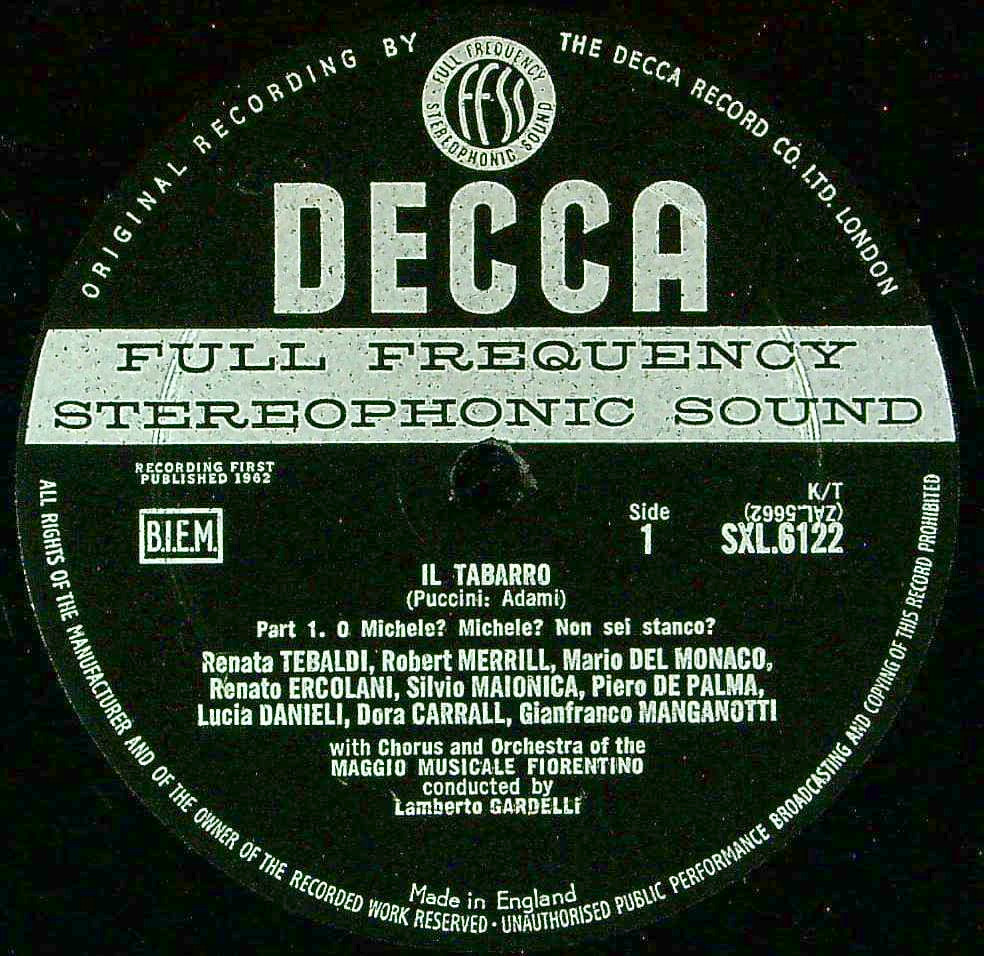 ORIGINAL RECORDING BY THE DECCA RECORD CO. LTD. LONDON
FULL FREQUENCY
FFSS
STEREOPHONIC SOUND
DECCA
FULL FREQUENCY
STEREOPHONIC SOUND
RECORDING FIRST
PUBLISHED 1962
B.I.E.M.
Side
1
K/T
(ZAL.5662)
SXL.6122
IL TABARRO
(Puccini: Adami)
Part 1. O Michele? Michele? Non sei stanco?
Renata TEBALDI, Robert MERRILL, Mario DEL MONACO,
Renato ERCOLANI, Silvio MAIONICA, Piero DE PALMA,
Lucia DANIELI, Dora CARRALL, Gianfranco MANGANOTTI
with Chorus and Orchestra of the
MAGGIO MUSICALE FIORENTINO
conducted by
Lamberto GARDELLI
Made in England
ALL RIGHTS OF THE MANUFACTURER AND OF THE OWNER OF THE RECORDED WORK RESERVED · UNAUTHORISED PUBLIC PERFORMANCE BROADCASTING AND COPYING OF THIS RECORD PROHIBITED